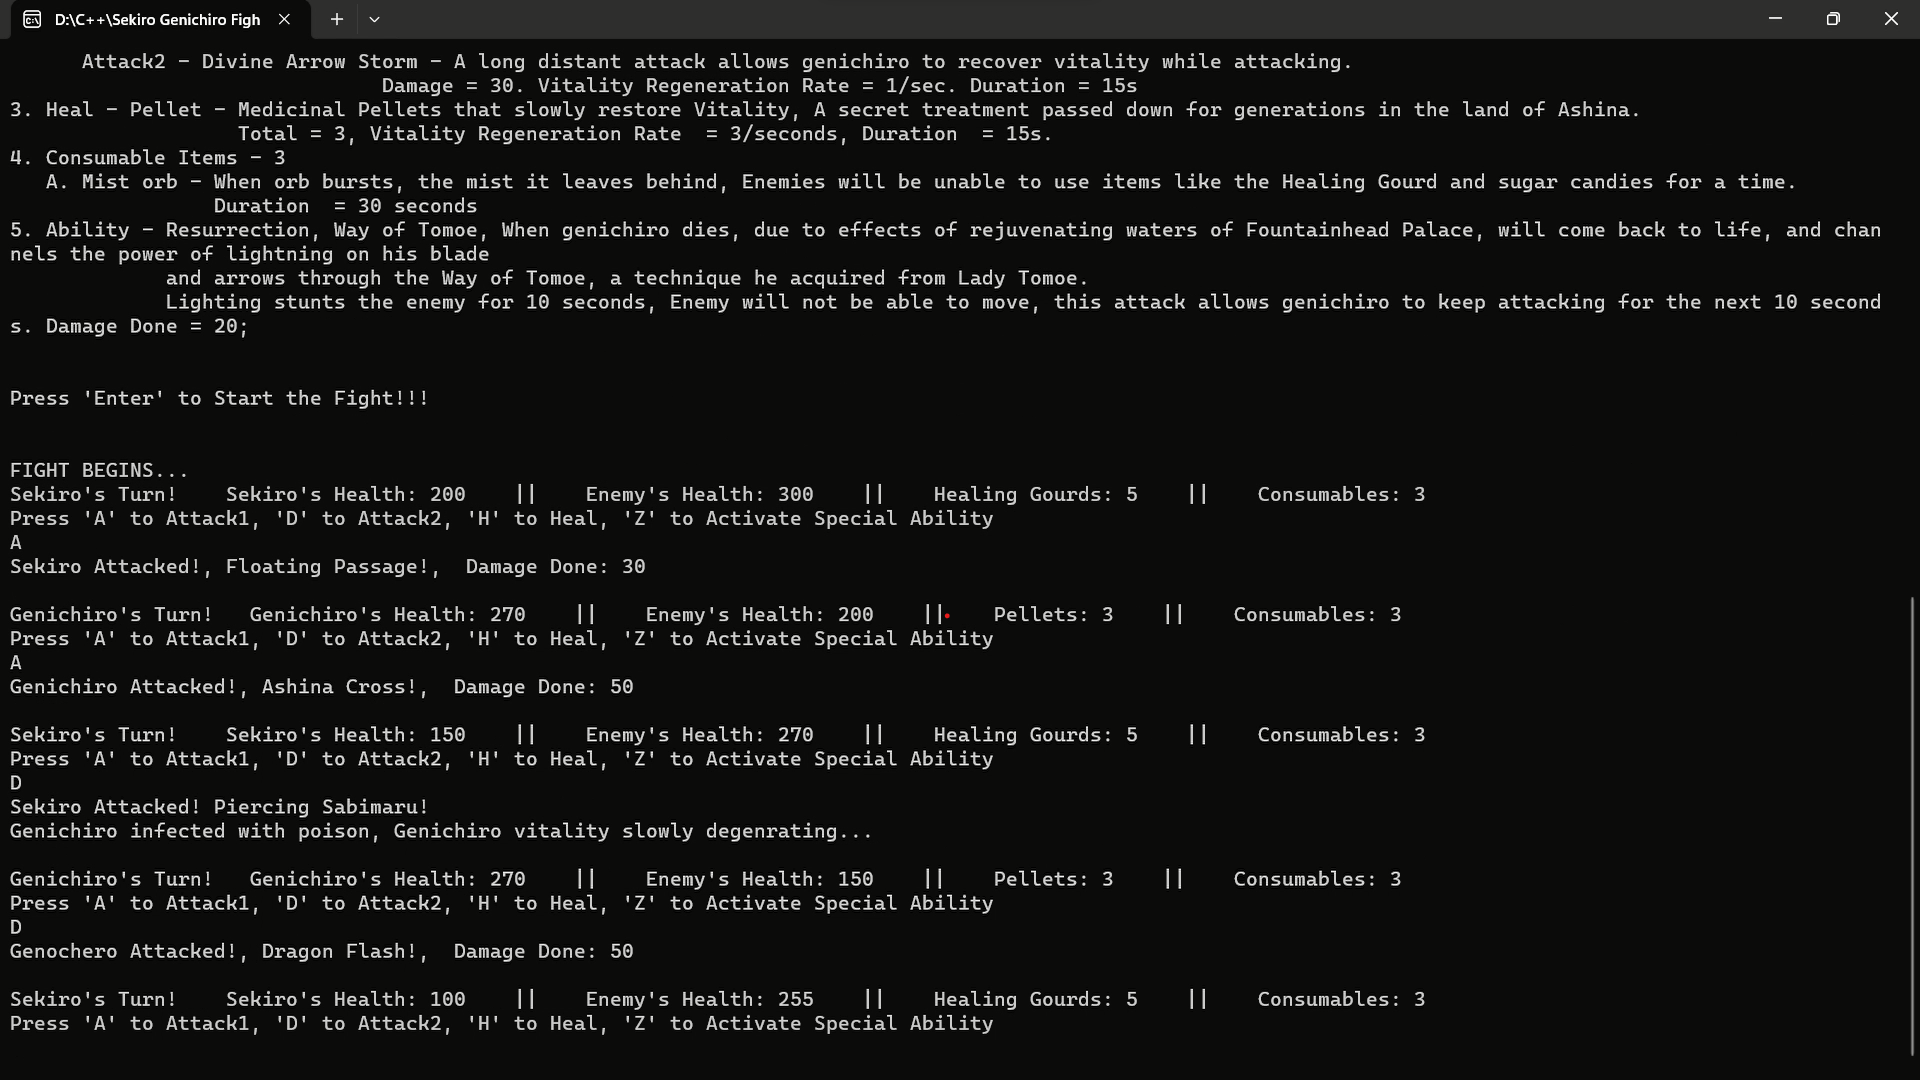 D:\C++\Sekiro Genichiro Figh
Attack2 - Divine Arrow Storm - A long distant attack allows genichiro to recover vitality while attacking.
Damage = 30. Vitality Regeneration Rate = 1/sec. Duration = 15s
3. Heal - Pellet - Medicinal Pellets that slowly restore Vitality, A secret treatment passed down for generations in the land of Ashina.
Total = 3, Vitality Regeneration Rate  = 3/seconds, Duration  = 15s.
4. Consumable Items - 3
A. Mist orb - When orb bursts, the mist it leaves behind, Enemies will be unable to use items like the Healing Gourd and sugar candies for a time.
Duration  = 30 seconds
5. Ability - Resurrection, Way of Tomoe, When genichiro dies, due to effects of rejuvenating waters of Fountainhead Palace, will come back to life, and chan
nels the power of lightning on his blade
and arrows through the Way of Tomoe, a technique he acquired from Lady Tomoe.
Lighting stunts the enemy for 10 seconds, Enemy will not be able to move, this attack allows genichiro to keep attacking for the next 10 second
s. Damage Done = 20;
Press 'Enter' to Start the Fight!!!
FIGHT BEGINS...
Sekiro's Turn!    Sekiro's Health: 200    ||    Enemy's Health: 300    ||    Healing Gourds: 5    ||    Consumables: 3
Press 'A' to Attack1, 'D' to Attack2, 'H' to Heal, 'Z' to Activate Special Ability
A
Sekiro Attacked!, Floating Passage!,  Damage Done: 30
Genichiro's Turn!   Genichiro's Health: 270    ||    Enemy's Health: 200    ||    Pellets: 3    ||    Consumables: 3
Press 'A' to Attack1, 'D' to Attack2, 'H' to Heal, 'Z' to Activate Special Ability
A
Genichiro Attacked!, Ashina Cross!,  Damage Done: 50
Sekiro's Turn!    Sekiro's Health: 150    ||    Enemy's Health: 270    ||    Healing Gourds: 5    ||    Consumables: 3
Press 'A' to Attack1, 'D' to Attack2, 'H' to Heal, 'Z' to Activate Special Ability
D
Sekiro Attacked! Piercing Sabimaru!
Genichiro infected with poison, Genichiro vitality slowly degenrating...
Genichiro's Turn!   Genichiro's Health: 270    ||    Enemy's Health: 150    ||    Pellets: 3    ||    Consumables: 3
Press 'A' to Attack1, 'D' to Attack2, 'H' to Heal, 'Z' to Activate Special Ability
D
Genochero Attacked!, Dragon Flash!,  Damage Done: 50
Sekiro's Turn!    Sekiro's Health: 100    ||    Enemy's Health: 255    ||    Healing Gourds: 5    ||    Consumables: 3
Press 'A' to Attack1, 'D' to Attack2, 'H' to Heal, 'Z' to Activate Special Ability